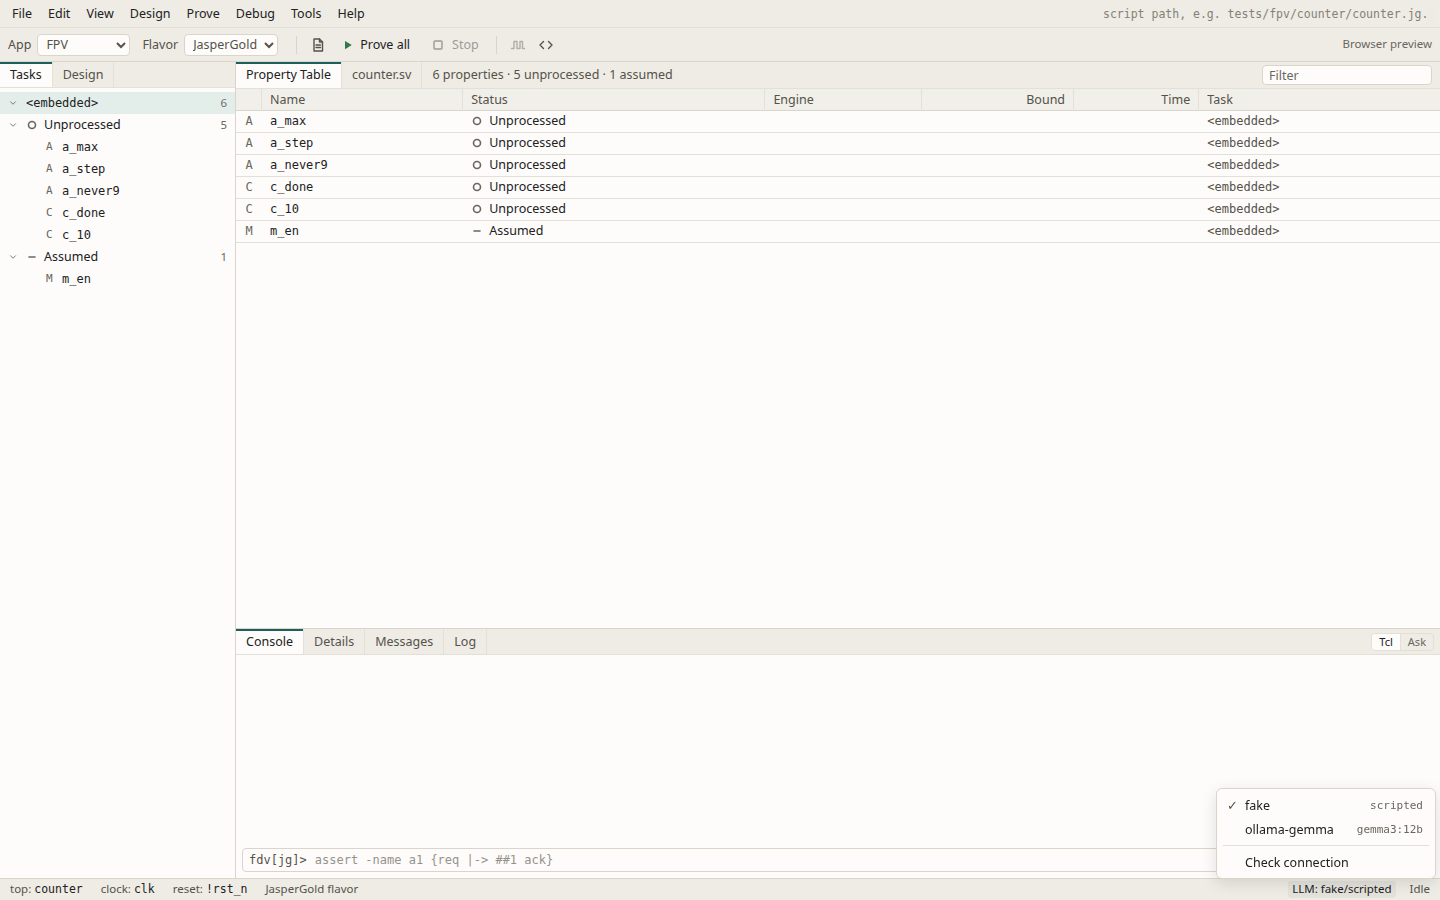 File Edit View Design Prove Debug Tools Help script path, e.g. tests/fpv/counter/counter.jg.
App FPV Flavor JasperGold Prove all Stop Browser preview
Tasks Design
<embedded> 6
Unprocessed 5
A a_max
A a_step
A a_never9
C c_done
C c_10
Assumed 1
M m_en
Property Table counter.sv 6 properties · 5 unprocessed · 1 assumed Filter
Name Status Engine Bound Time Task
A a_max Unprocessed <embedded>
A a_step Unprocessed <embedded>
A a_never9 Unprocessed <embedded>
C c_done Unprocessed <embedded>
C c_10 Unprocessed <embedded>
M m_en Assumed <embedded>
Console Details Messages Log Tcl Ask
✓ fake scripted
ollama-gemma gemma3:12b
Check connection
fdv[jg]> assert -name a1 {req |-> ##1 ack}
top: counter clock: clk reset: !rst_n JasperGold flavor LLM: fake/scripted Idle